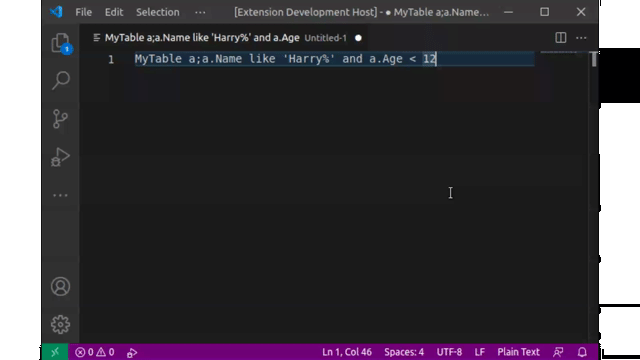 File Edit Selection ··· [Extension Development Host] - ● MyTable a;a.Name...
MyTable a;a.Name like 'Harry%' and a.Age Untitled-1 ●
1 MyTable a;a.Name like 'Harry%' and a.Age < 12
1
0 0 Ln 1, Col 46 Spaces: 4 UTF-8 LF Plain Text